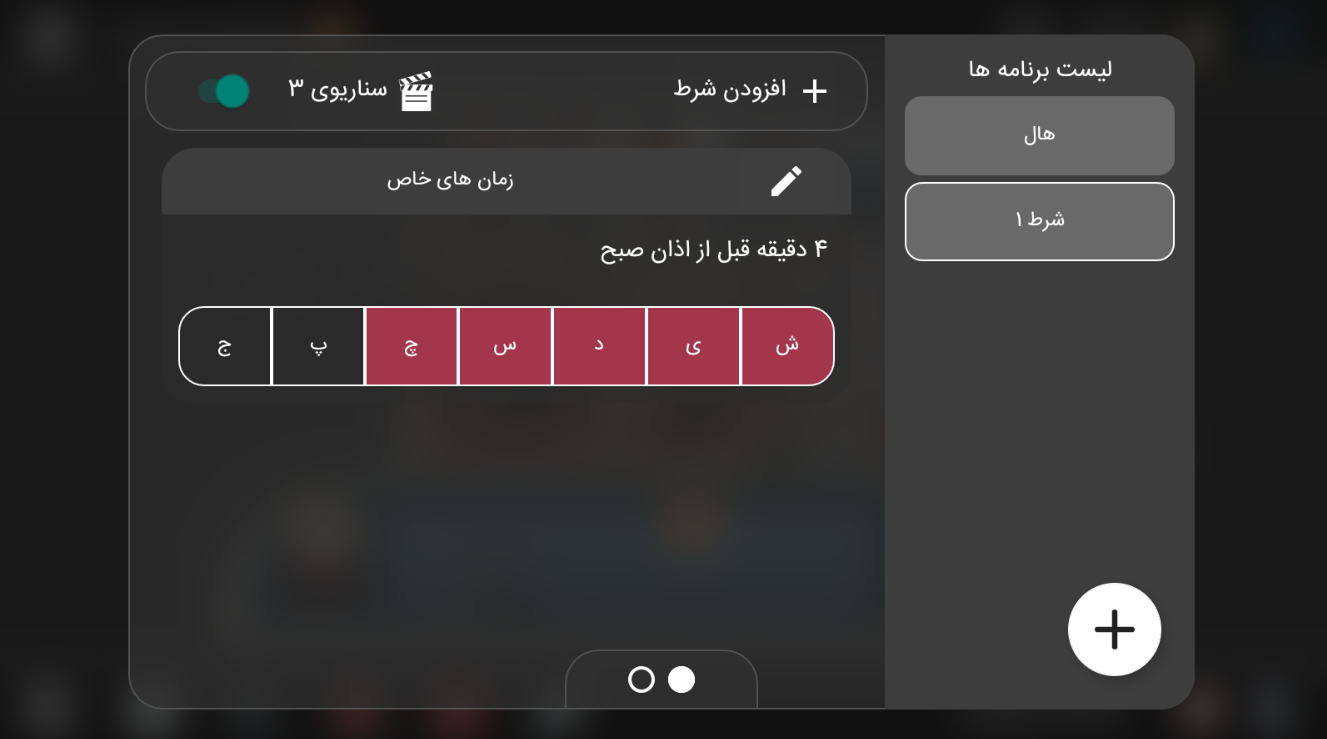 لیست برنامه ها
هال
شرط ۱
افزودن شرط
سناریوی ۳
زمان های خاص
۴ دقیقه قبل از اذان صبح
ش ی د س چ پ ج